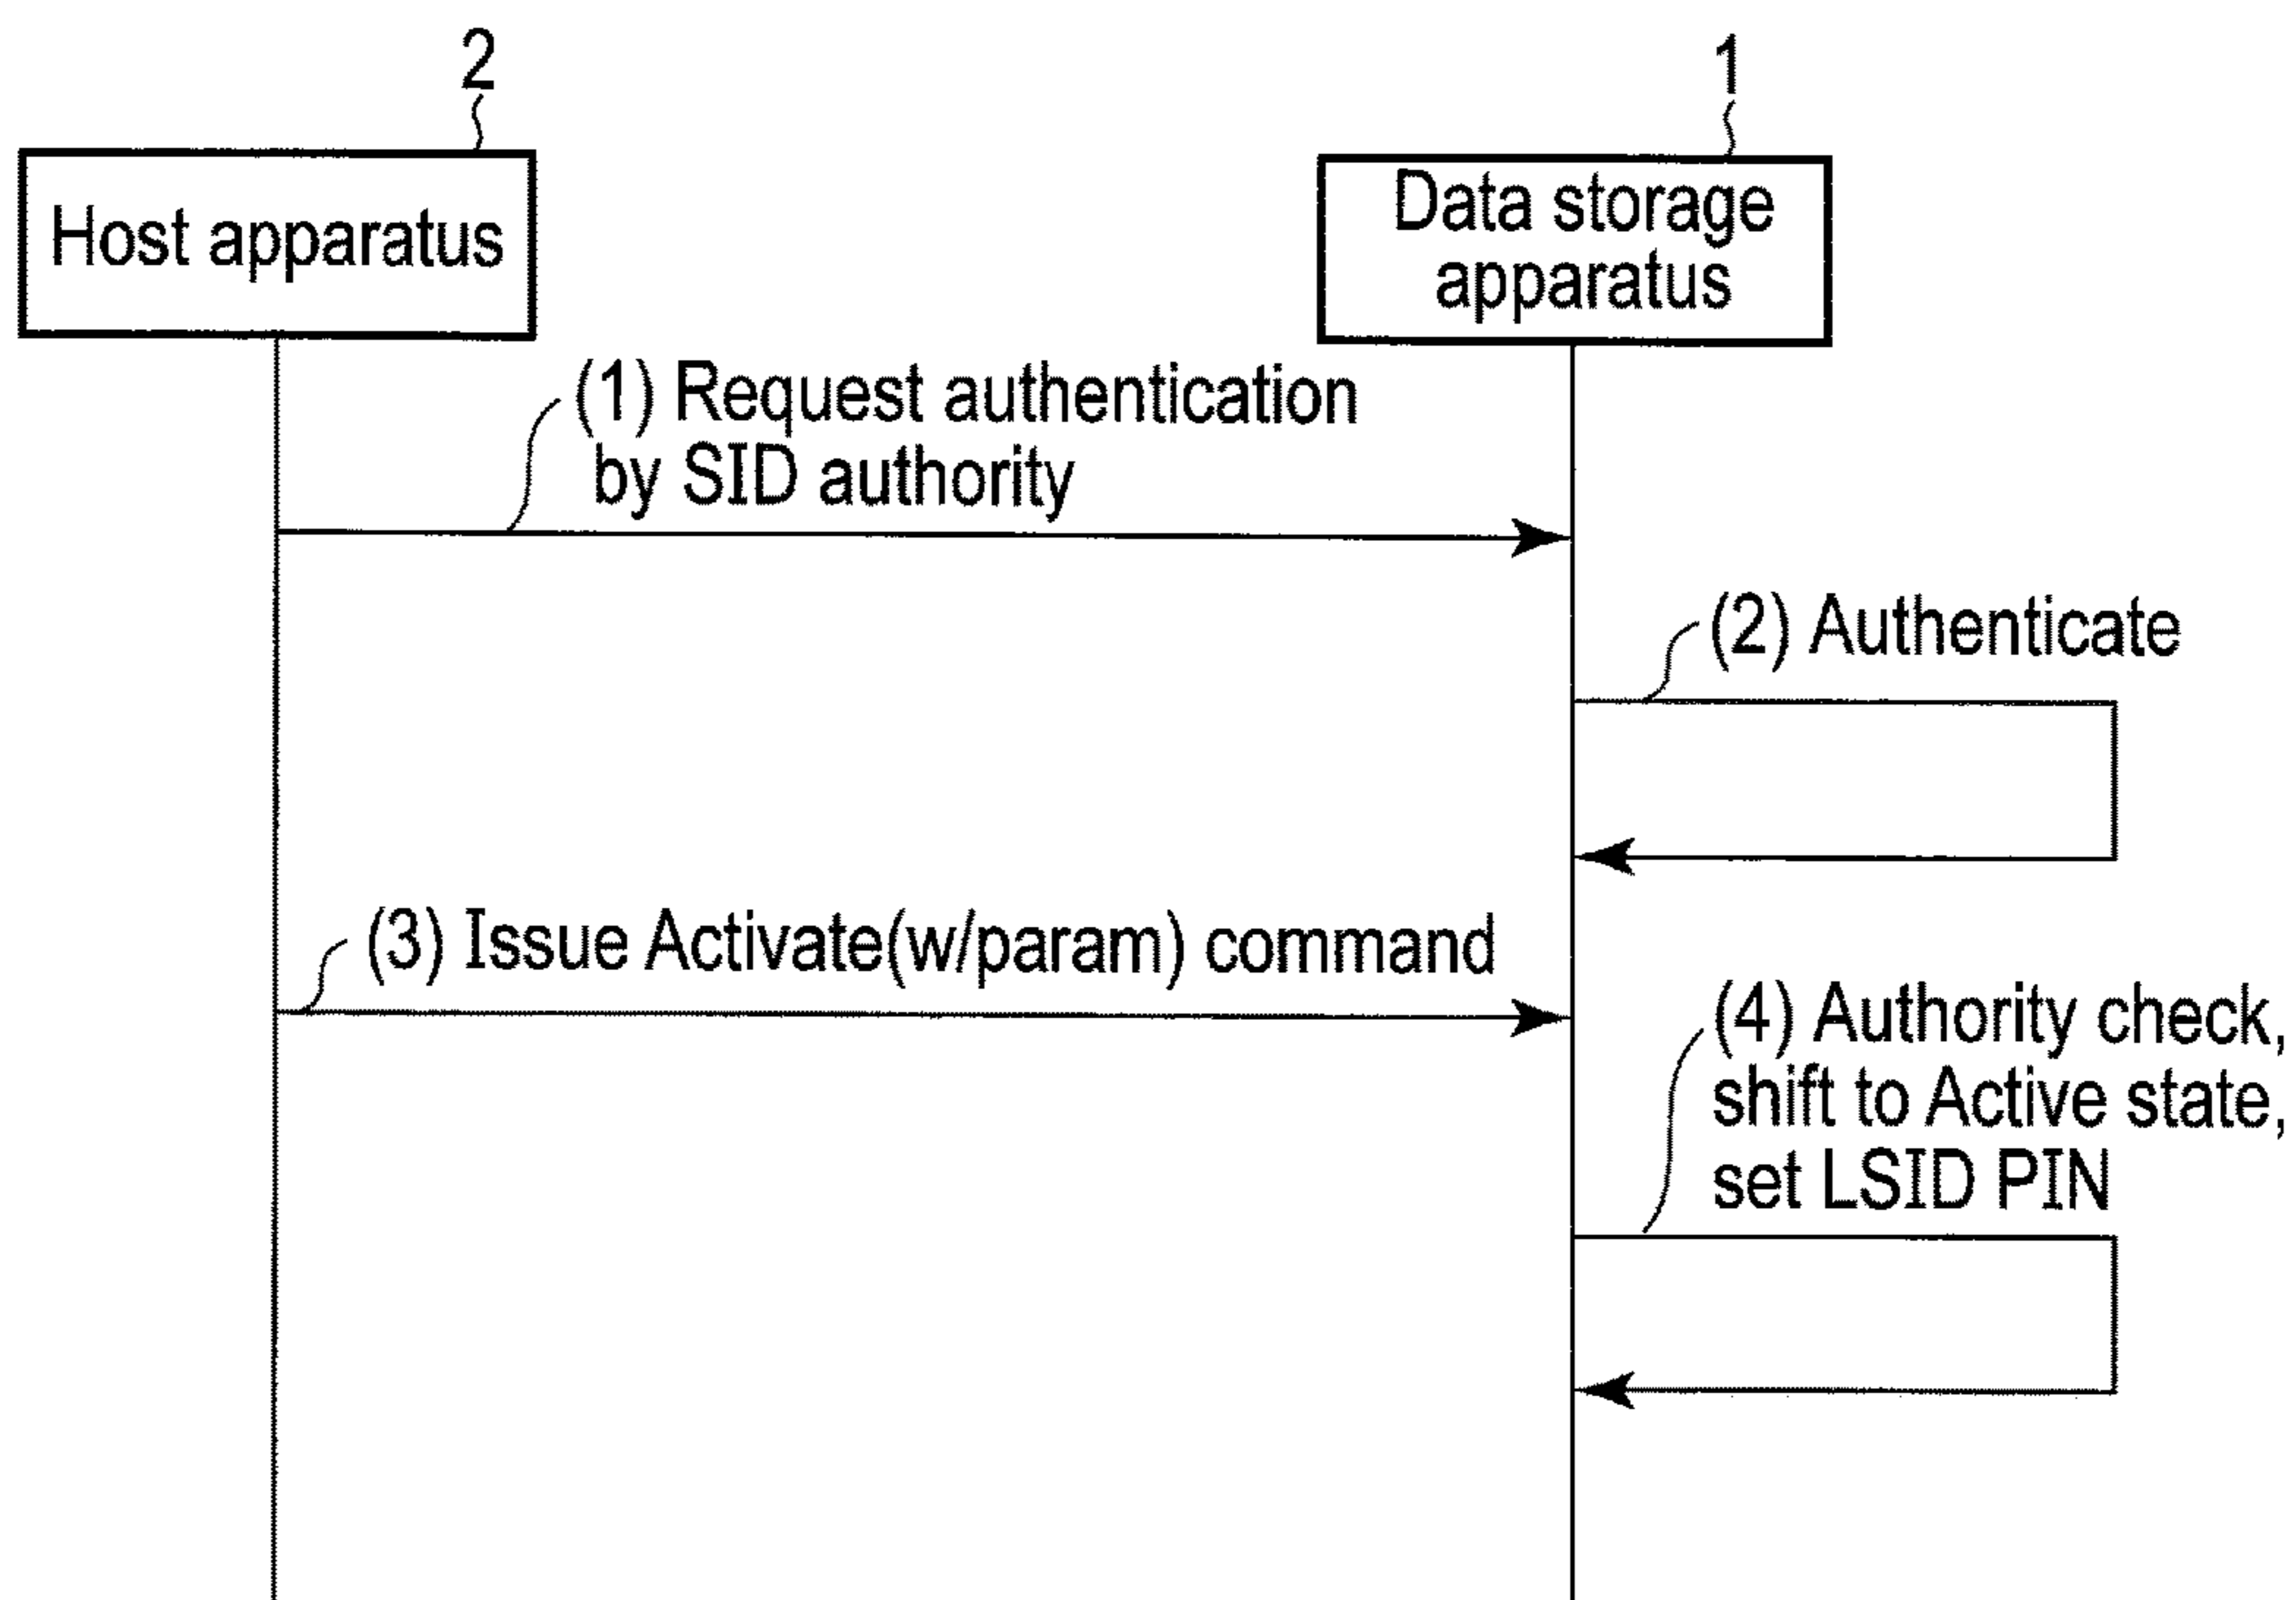 2
1
Host apparatus
Data storage
apparatus
(1) Request authentication
by SID authority
(2) Authenticate
(3) Issue Activate(w/param) command
(4) Authority check,
shift to Active state,
set LSID PIN